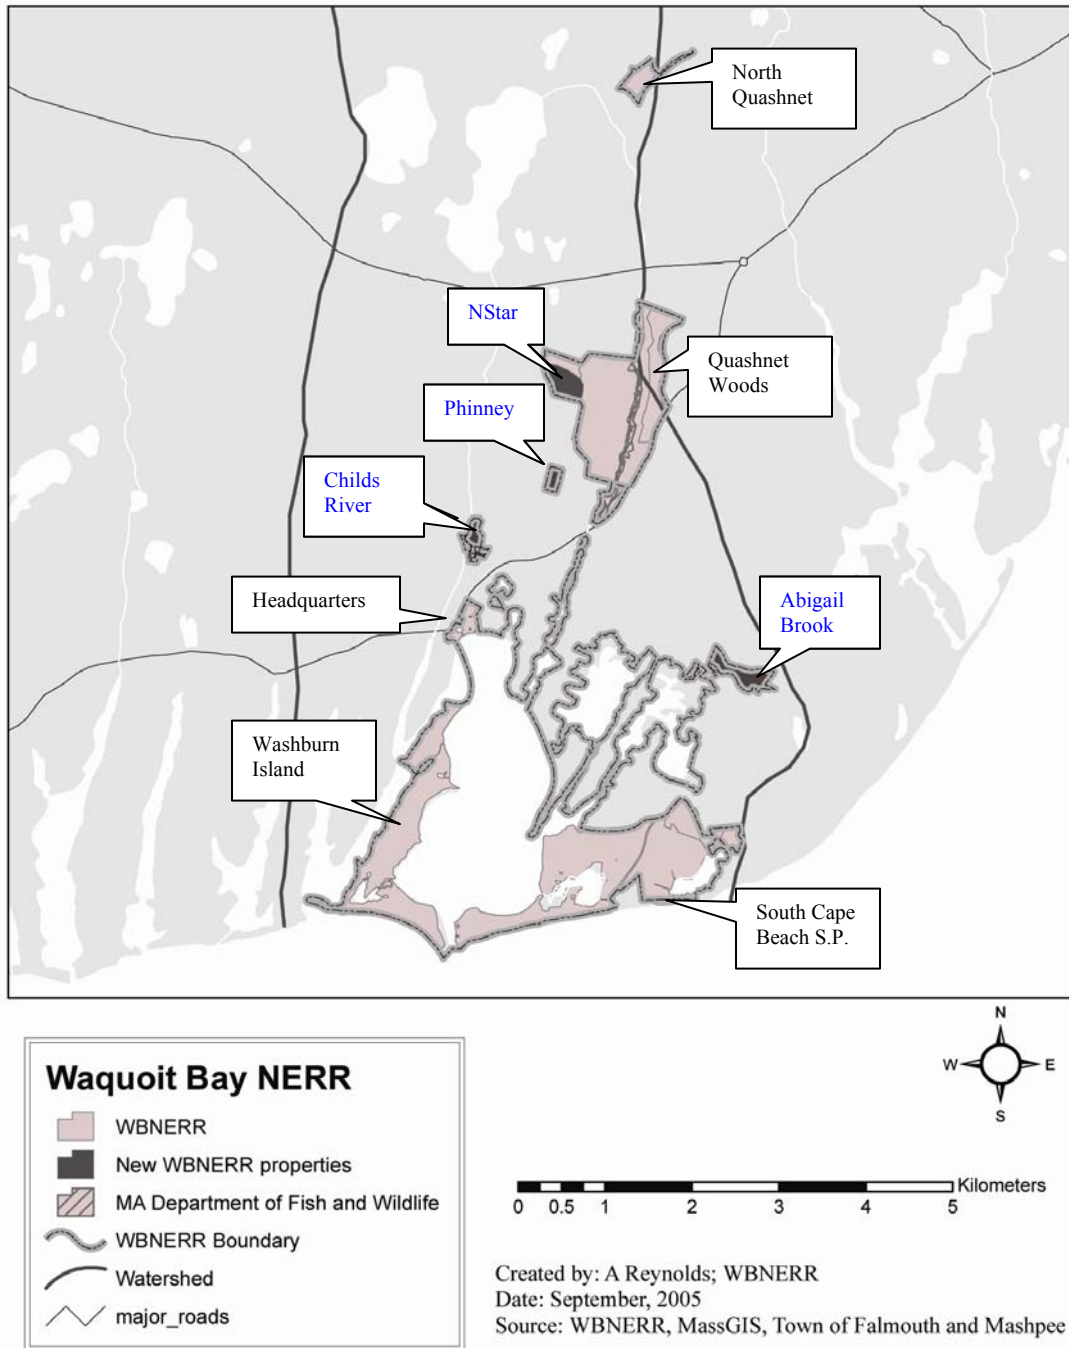 North
Quashnet
NStar
Quashnet
Woods
Phinney
Childs
River
Headquarters
Abigail
Brook
Washburn
Island
South Cape
Beach S.P.
N
W E
S
Waquoit Bay NERR
WBNERR
New WBNERR properties
MA Department of Fish and Wildlife
WBNERR Boundary
Watershed
major_roads
Kilometers
0 0.5 1 2 3 4 5
Created by: A Reynolds; WBNERR
Date: September, 2005
Source: WBNERR, MassGIS, Town of Falmouth and Mashpee